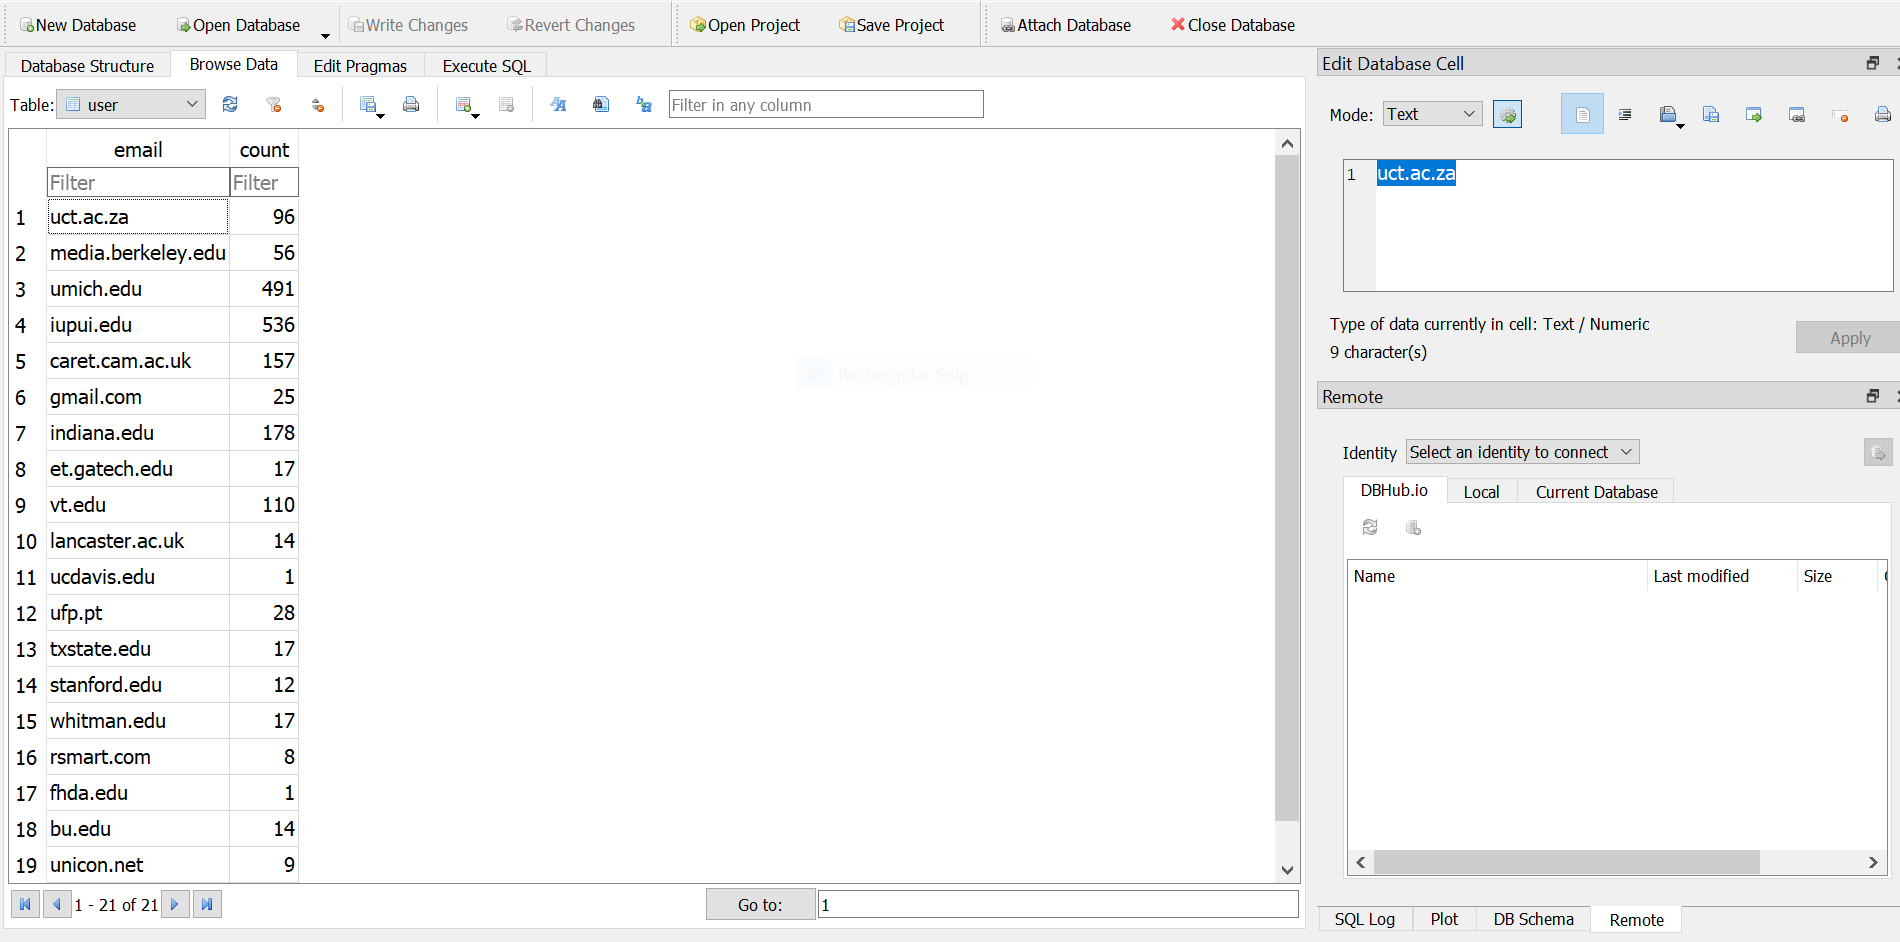 New Database Open Database Write Changes Revert Changes Open Project Save Project Attach Database Close Database
Database Structure Browse Data Edit Pragmas Execute SQL
Table: user Filter in any column
email count
Filter Filter
1 uct.ac.za 96
2 media.berkeley.edu 56
3 umich.edu 491
4 iupui.edu 536
5 caret.cam.ac.uk 157
6 gmail.com 25
7 indiana.edu 178
8 et.gatech.edu 17
9 vt.edu 110
10 lancaster.ac.uk 14
11 ucdavis.edu 1
12 ufp.pt 28
13 txstate.edu 17
14 stanford.edu 12
15 whitman.edu 17
16 rsmart.com 8
17 fhda.edu 1
18 bu.edu 14
19 unicon.net 9
Rectangular Snip
1 - 21 of 21 Go to: 1
Edit Database Cell
Mode: Text
1 uct.ac.za
Type of data currently in cell: Text / Numeric
9 character(s)
Apply
Remote
Identity Select an identity to connect
DBHub.io Local Current Database
Name Last modified Size
SQL Log Plot DB Schema Remote